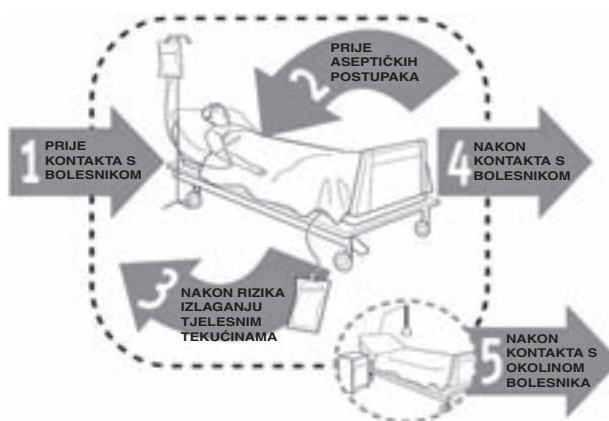 1 PRIJE
KONTAKTA S
BOLESNIKOM
2 PRIJE
ASEPTIČKIH
POSTUPAKA
3 NAKON RIZIKA
IZLAGANJU
TJELESNIM
TEKUĆINAMA
4 NAKON
KONTAKTA S
BOLESNIKOM
5 NAKON
KONTAKTA S
OKOLINOM
BOLESNIKA